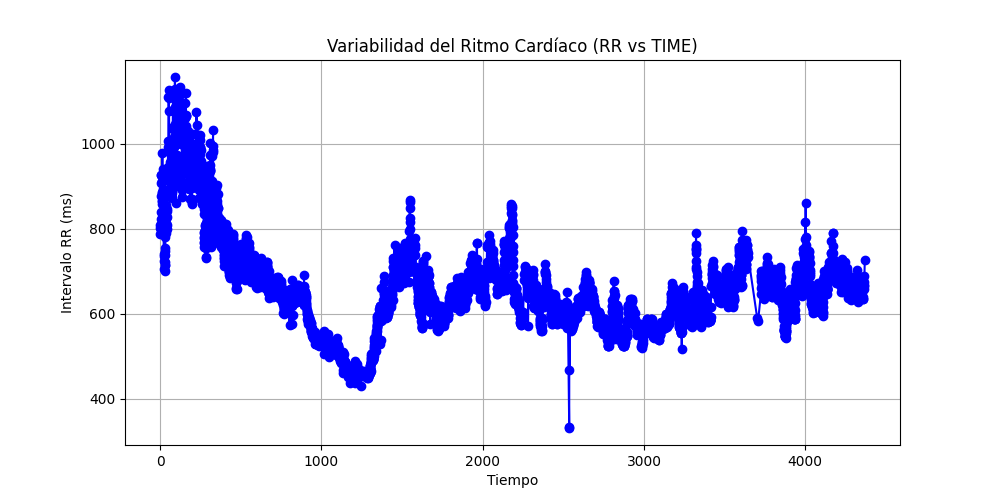 Variabilidad del Ritmo Cardíaco (RR vs TIME)
Intervalo RR (ms)
1000
800
600
400
0 1000 2000 3000 4000
Tiempo